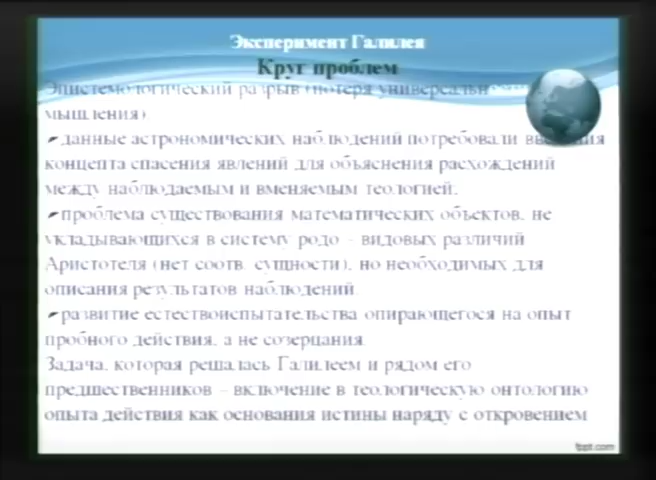 Эксперимент Галилея
Круг проблем
Эпистемологический разрыв (потеря
мышления).
данные астрономических наблюдений потребовали
концепта спасения явлений для объяснения расхождений
между наблюдаемым и вменяемым теологией;
проблема существования математических объектов, не
укладывающихся в систему родо – видовых различий
Аристотеля (нет соотв. сущности), но необходимых для
описания результатов наблюдений
развитие естествоиспытательства опирающегося на опыт
пробного действия, а не созерцания
Задача, которая решалась Галилеем и рядом его
предшественников – включение в теологическую онтологию
опыта действия как основания истины наряду с откровением
fppt.com